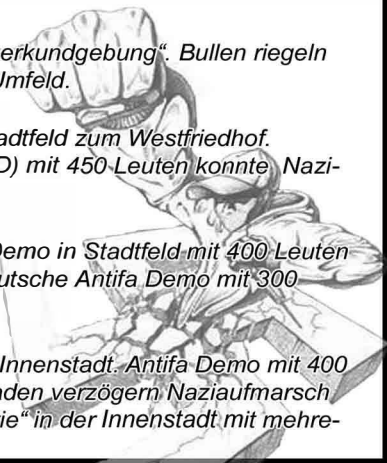 erkundgebung“. Bullen riegeln
Umfeld.
adtfeld zum Westfriedhof.
D) mit 450 Leuten konnte Nazi-
Demo in Stadtfeld mit 400 Leuten
utsche Antifa Demo mit 300
Innenstadt. Antifa Demo mit 400
den verzögern Naziaufmarsch
ie“ in der Innenstadt mit mehre-